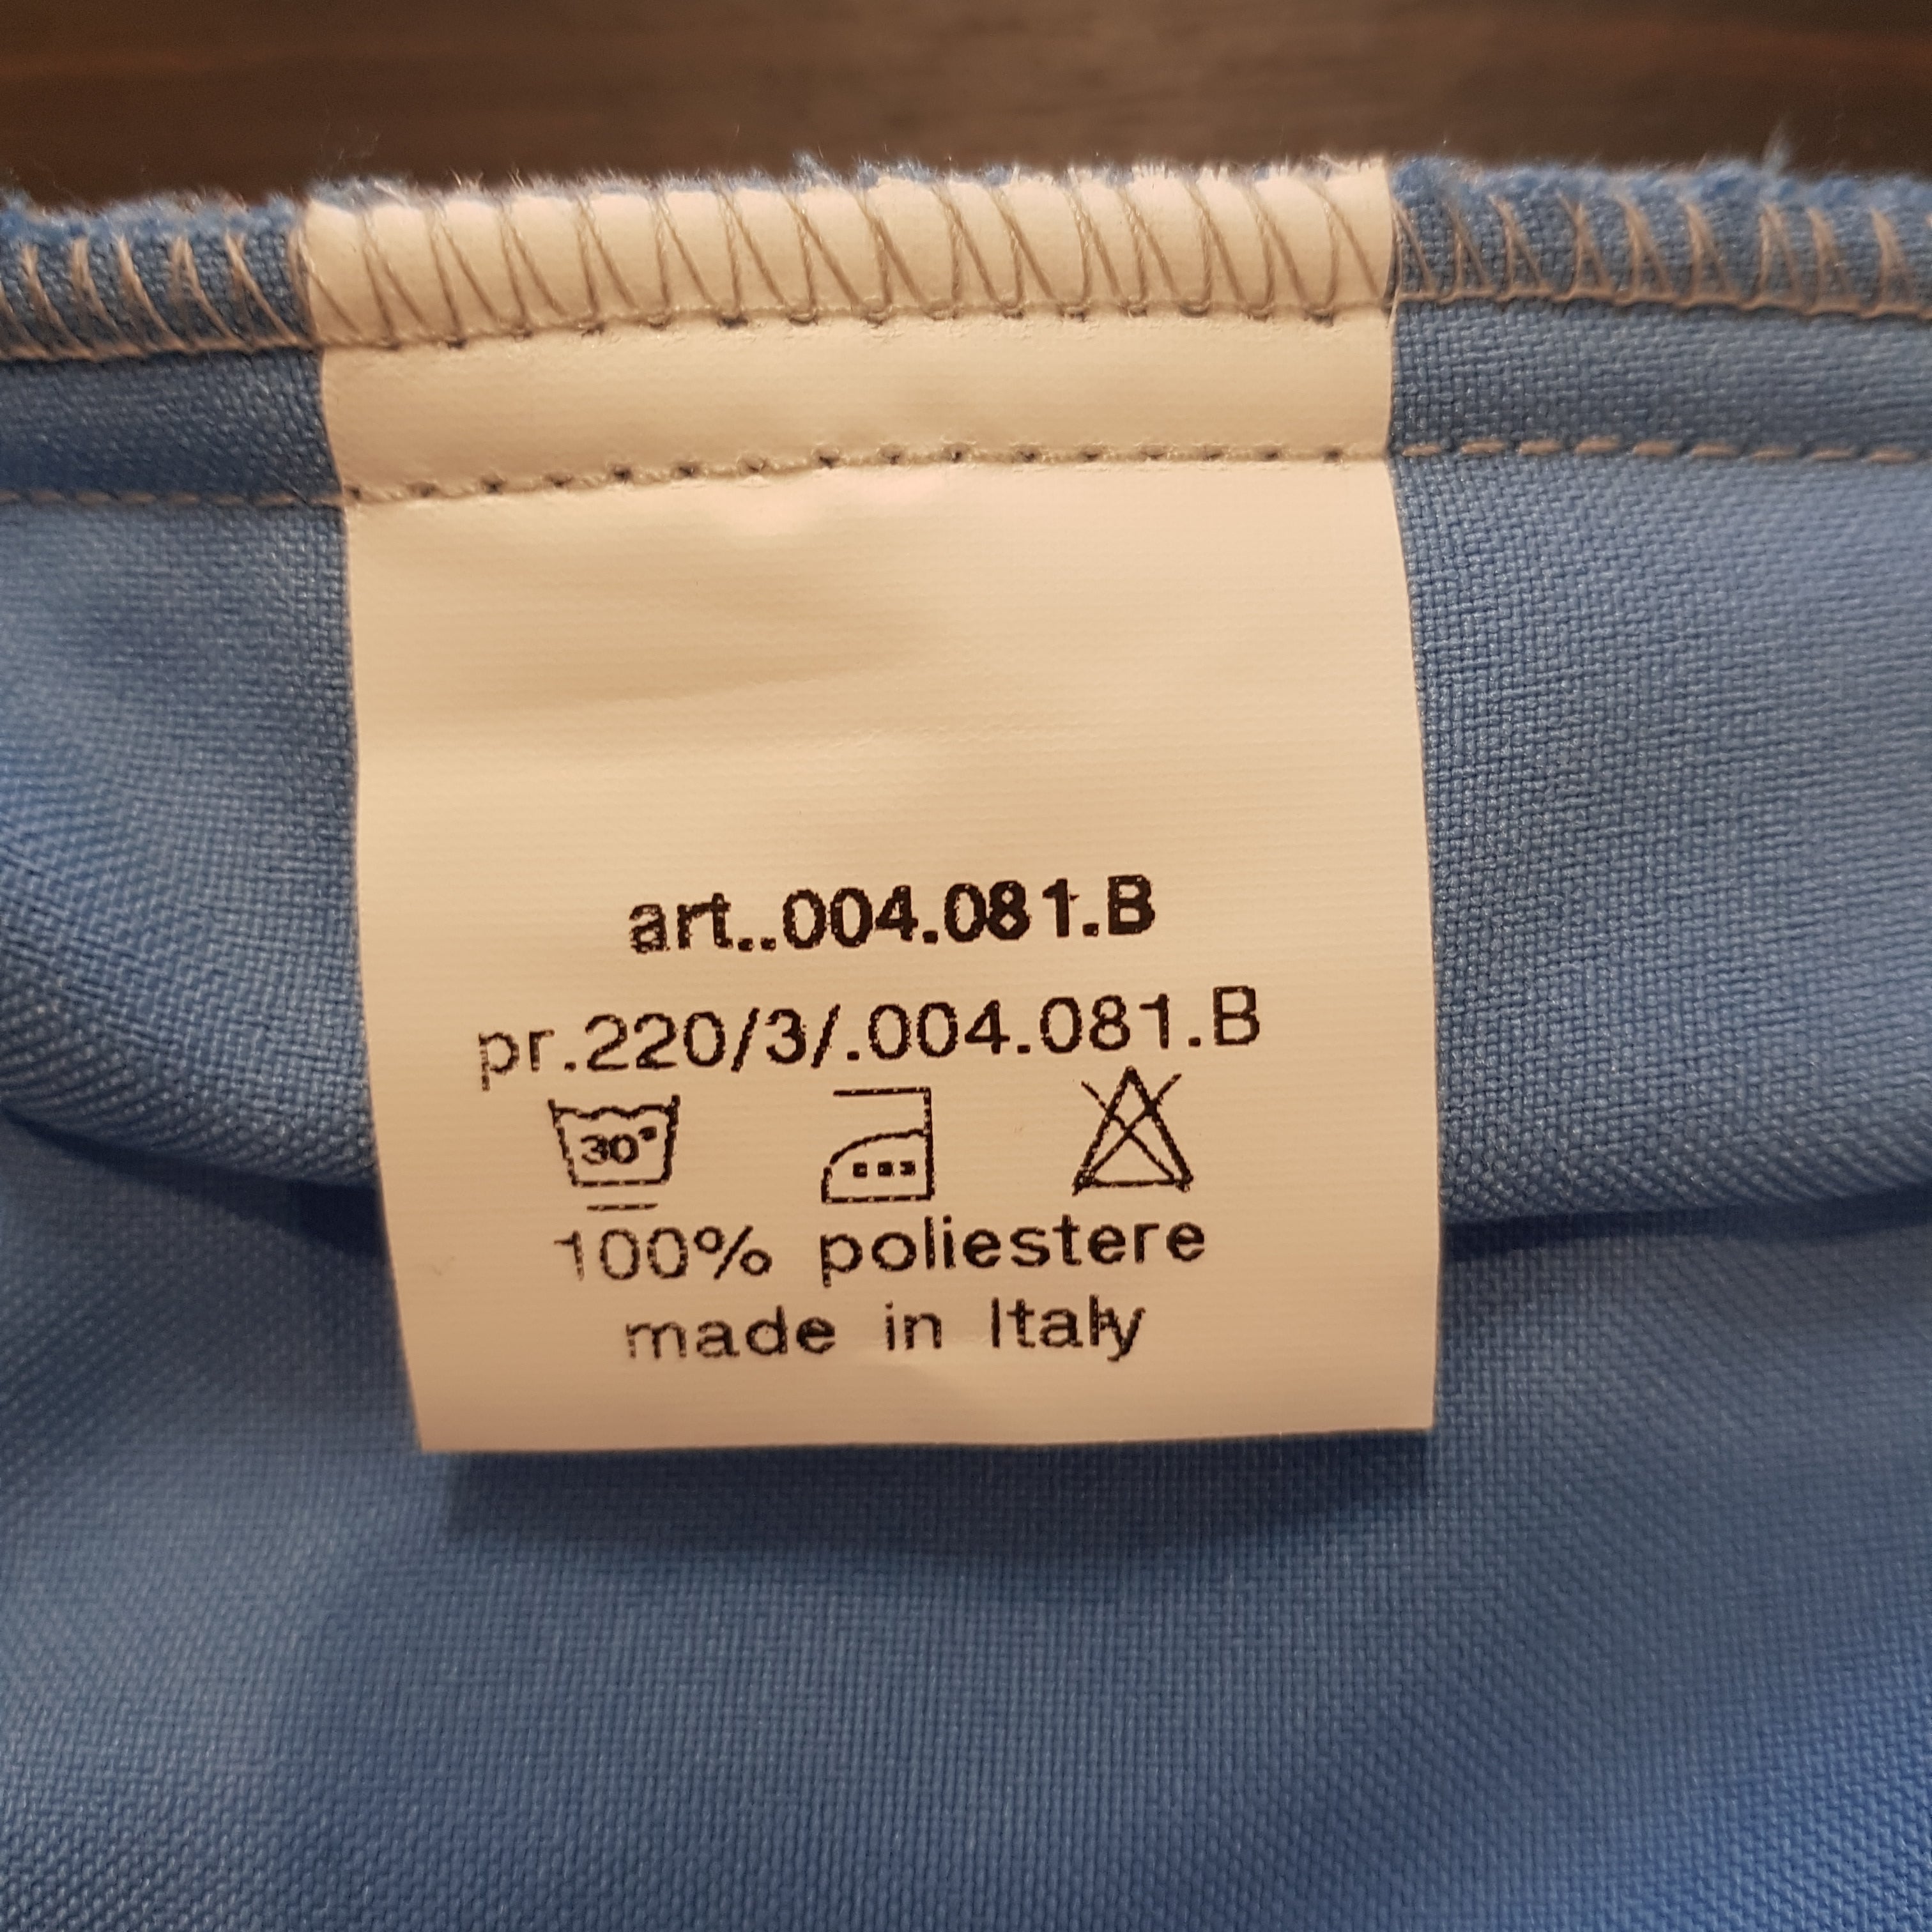 art..004.081.B
pr.220/3/.004.081.B
30°
100% poliestere
made in Italy